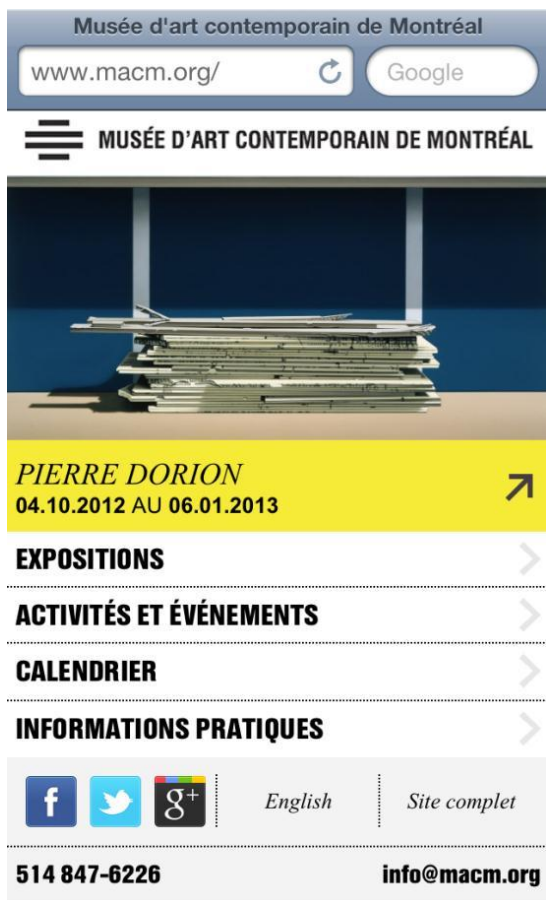 Musée d'art contemporain de Montréal
www.macm.org/ Google
MUSÉE D'ART CONTEMPORAIN DE MONTRÉAL
PIERRE DORION
04.10.2012 AU 06.01.2013
EXPOSITIONS
ACTIVITÉS ET ÉVÉNEMENTS
CALENDRIER
INFORMATIONS PRATIQUES
f g+ English Site complet
514 847-6226 info@macm.org